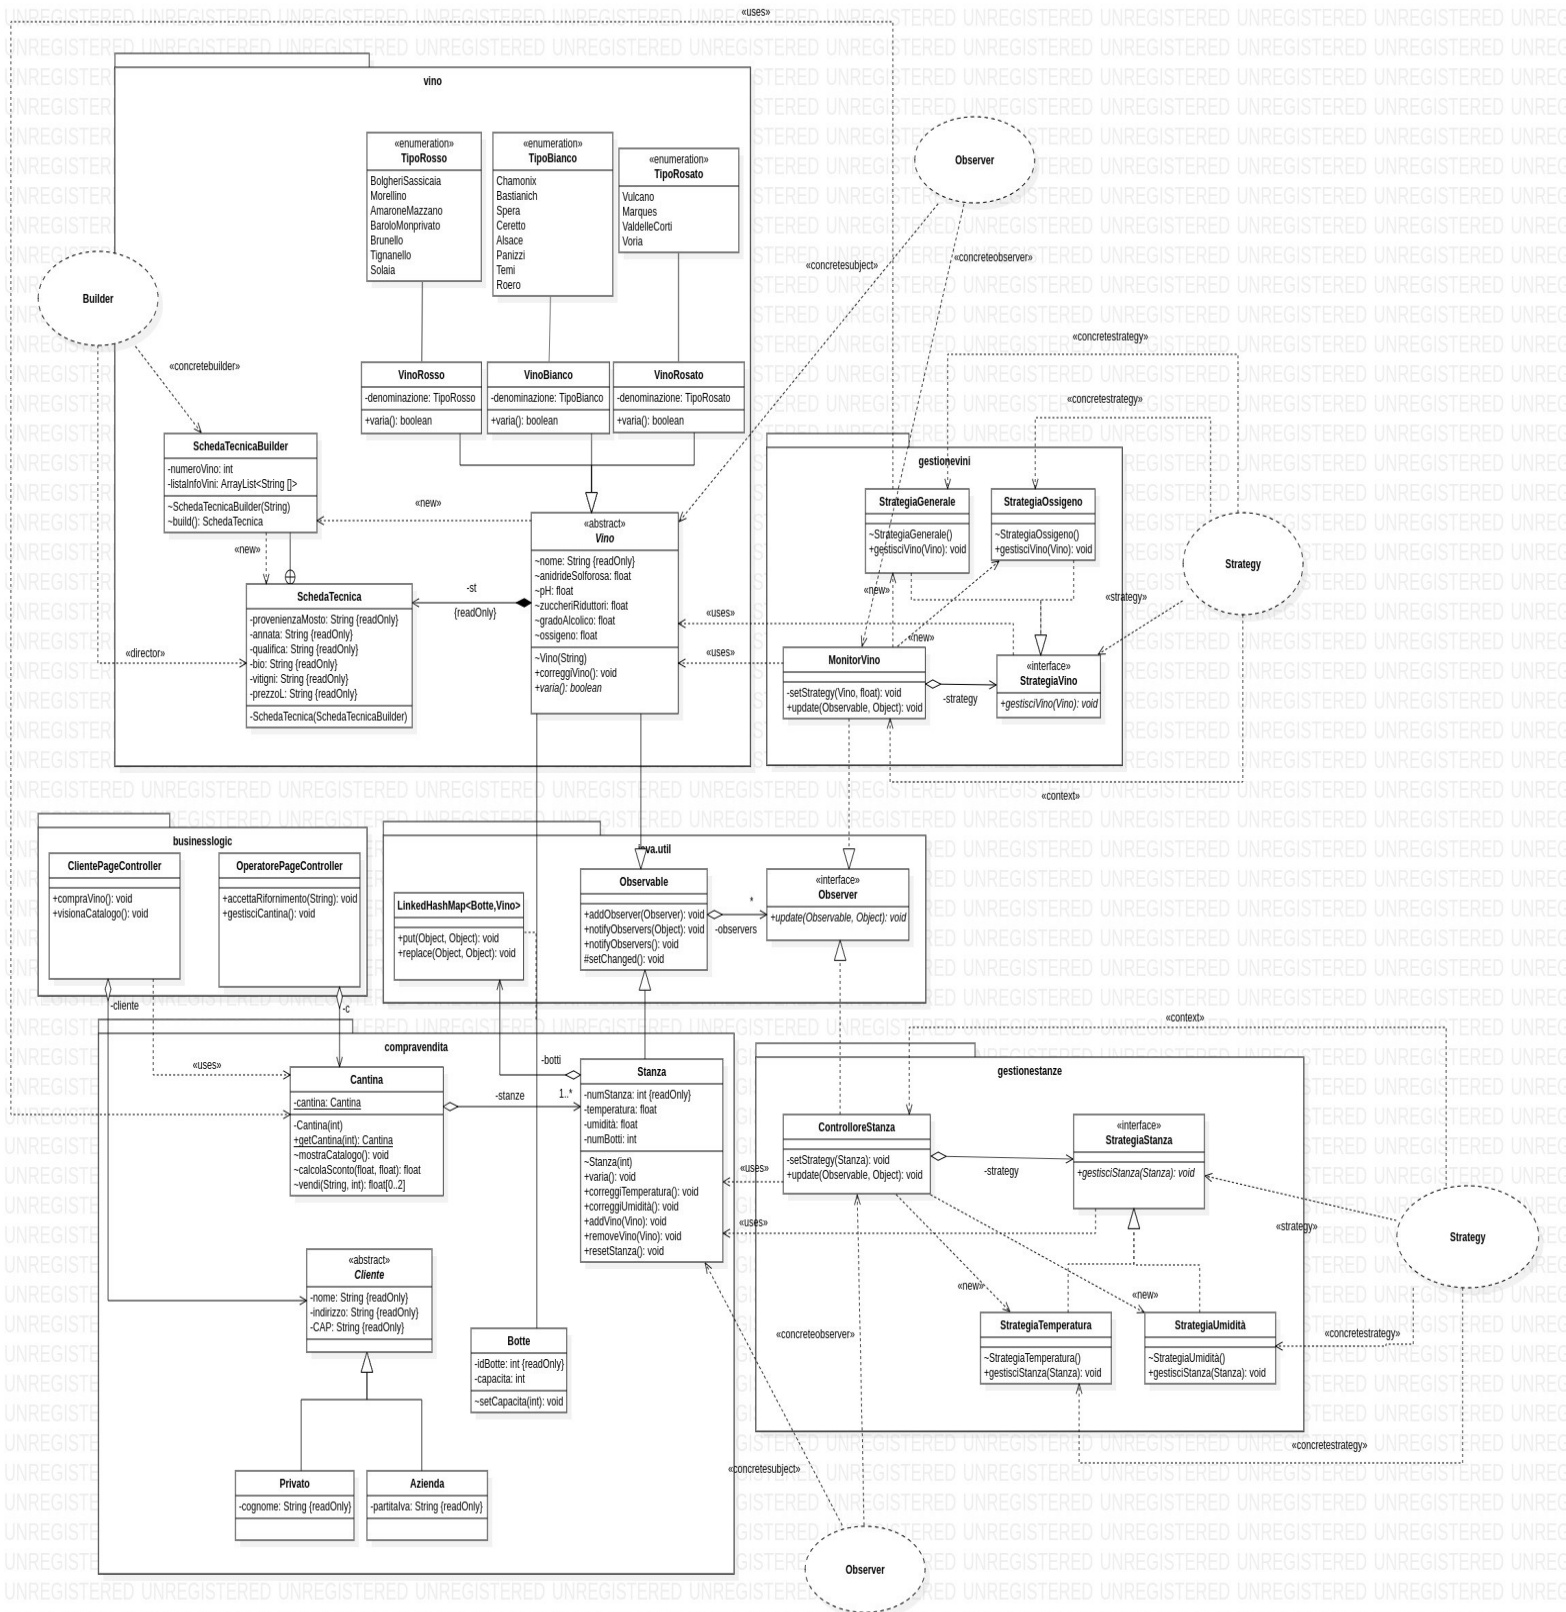 «uses»
vino
«enumeration»
TipoRosso
BolgheriSassicaia
Morellino
AmaroneMazzano
BaroloMonprivato
Brunello
Tignanello
Solaia
«enumeration»
TipoBianco
Chamonix
Bastianich
Spera
Ceretto
Alsace
Panizzi
Temi
Roero
«enumeration»
TipoRosato
Vulcano
Marques
ValdelleCorti
Voria
Observer
«concretesubject»
«concreteobserver»
Builder
«concretebuilder»
«director»
VinoRosso
-denominazione: TipoRosso
+varia(): boolean
VinoBianco
-denominazione: TipoBianco
+varia(): boolean
VinoRosato
-denominazione: TipoRosato
+varia(): boolean
SchedaTecnicaBuilder
-numeroVino: int
-listaInfoVini: ArrayList<String []>
~SchedaTecnicaBuilder(String)
~build(): SchedaTecnica
«new»
«new»
SchedaTecnica
-provenienzaMosto: String {readOnly}
-annata: String {readOnly}
-qualifica: String {readOnly}
-bio: String {readOnly}
-vitigni: String {readOnly}
-prezzoL: String {readOnly}
-SchedaTecnica(SchedaTecnicaBuilder)
-st
{readOnly}
«abstract»
Vino
~nome: String {readOnly}
~anidrideSolforosa: float
~pH: float
~zuccheriRiduttori: float
~gradoAlcolico: float
~ossigeno: float
~Vino(String)
+correggiVino(): void
+varia(): boolean
«uses»
«uses»
gestionevini
StrategiaGenerale
~StrategiaGenerale()
+gestisciVino(Vino): void
StrategiaOssigeno
~StrategiaOssigeno()
+gestisciVino(Vino): void
«new»
«new»
MonitorVino
-setStrategy(Vino, float): void
+update(Observable, Object): void
-strategy
«interface»
StrategiaVino
+gestisciVino(Vino): void
«concretestrategy»
«concretestrategy»
Strategy
«strategy»
«context»
businesslogic
ClientePageController
+compraVino(): void
+visionaCatalogo(): void
OperatorePageController
+accettaRifornimento(String): void
+gestisciCantina(): void
-cliente
-c
«uses»
java.util
LinkedHashMap<Botte,Vino>
+put(Object, Object): void
+replace(Object, Object): void
Observable
+addObserver(Observer): void
+notifyObservers(Object): void
+notifyObservers(): void
#setChanged(): void
*
-observers
«interface»
Observer
+update(Observable, Object): void
compravendita
Cantina
-cantina: Cantina
-Cantina(int)
+getCantina(int): Cantina
~mostraCatalogo(): void
~calcolaSconto(float, float): float
~vendi(String, int): float[0..2]
-stanze
1..*
-botti
Stanza
-numStanza: int {readOnly}
-temperatura: float
-umidità: float
-numBotti: int
~Stanza(int)
+varia(): void
+correggiTemperatura(): void
+correggiUmidità(): void
+addVino(Vino): void
+removeVino(Vino): void
+resetStanza(): void
«abstract»
Cliente
-nome: String {readOnly}
-indirizzo: String {readOnly}
-CAP: String {readOnly}
Botte
-idBotte: int {readOnly}
-capacita: int
~setCapacita(int): void
Privato
-cognome: String {readOnly}
Azienda
-partitaIva: String {readOnly}
gestionestanze
ControlloreStanza
-setStrategy(Stanza): void
+update(Observable, Object): void
-strategy
«interface»
StrategiaStanza
+gestisciStanza(Stanza): void
«uses»
«uses»
«new»
«new»
StrategiaTemperatura
~StrategiaTemperatura()
+gestisciStanza(Stanza): void
StrategiaUmidità
~StrategiaUmidità()
+gestisciStanza(Stanza): void
«context»
Strategy
«strategy»
«concretestrategy»
«concretestrategy»
«concreteobserver»
«concretesubject»
Observer